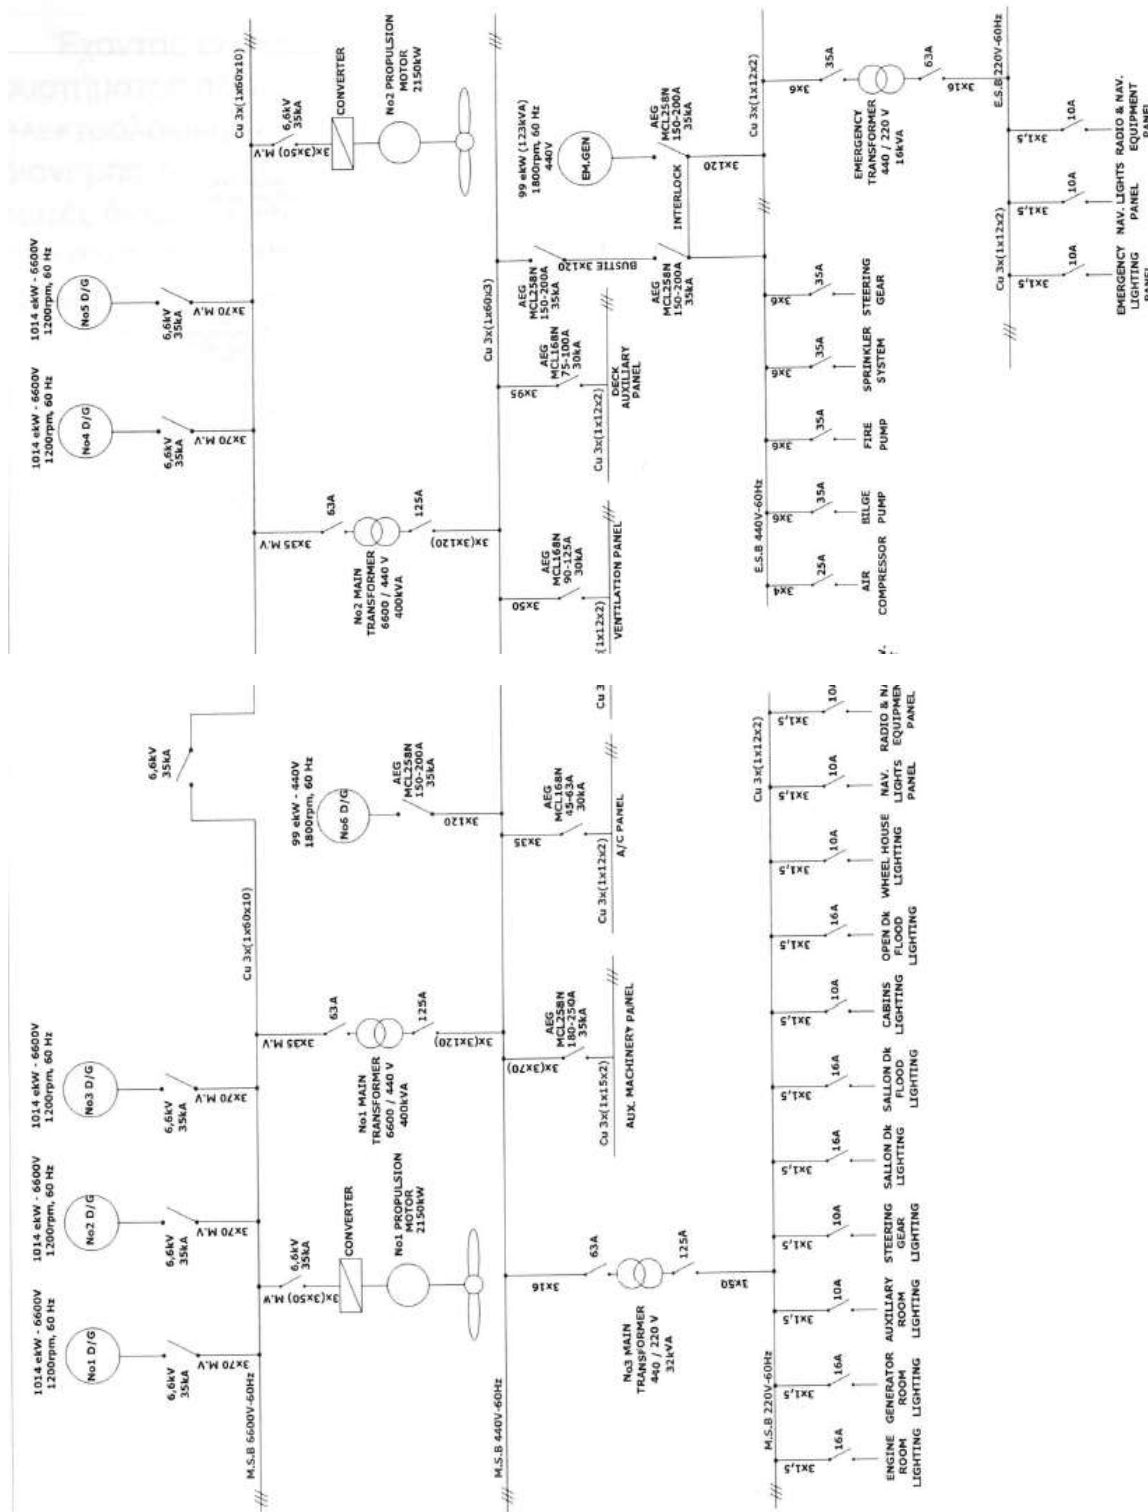 Έχοντας
Cu 3x(1x60x10)
6,6kV
35kA
3x(3x50) M.V
CONVERTER
No2 PROPULSION
MOTOR
2150kW
1014 ekW - 6600V
1200rpm, 60 Hz
No5 D/G
6,6kV
35kA
3x70 M.V
1014 ekW - 6600V
1200rpm, 60 Hz
No4 D/G
6,6kV
35kA
3x70 M.V
3x35 M.V
63A
No2 MAIN
TRANSFORMER
6600 / 440 V
400kVA
125A
3x(3x120)
Cu 3x(1x60x3)
99 ekW (123kVA)
1800rpm, 60 Hz
440V
EM.GEN
AEG
MCL258N
150-200A
35kA
3x120
INTERLOCK
AEG
MCL258N
150-200A
35kA
BUSTIE 3x120
AEG
MCL258N
150-200A
35kA
3x95
AEG
MCL168N
75-100A
30kA
DECK
AUXILIARY
PANEL
Cu 3x(1x12x2)
3x50
AEG
MCL168N
90-125A
30kA
VENTILATION PANEL
(1x12x2)
Cu 3x(1x12x2)
3x6
35A
EMERGENCY
TRANSFORMER
440 / 220 V
16kVA
63A
3x16
3x6
35A
STEERING
GEAR
3x6
35A
SPRINKLER
SYSTEM
3x6
35A
FIRE
PUMP
3x6
35A
BILGE
PUMP
3x4
25A
AIR
COMPRESSOR
E.S.B 440V-60Hz
E.S.B 220V-60Hz
3x1,5
10A
RADIO & NAV.
EQUIPMENT
PANEL
3x1,5
10A
NAV. LIGHTS
PANEL
Cu 3x(1x12x2)
3x1,5
10A
EMERGENCY
LIGHTING
PANEL
6,6kV
35kA
Cu 3x(1x60x10)
1014 ekW - 6600V
1200rpm, 60 Hz
No3 D/G
6,6kV
35kA
3x70 M.V
1014 ekW - 6600V
1200rpm, 60 Hz
No2 D/G
6,6kV
35kA
3x70 M.V
1014 ekW - 6600V
1200rpm, 60 Hz
No1 D/G
6,6kV
35kA
3x70 M.V
M.S.B 6600V-60Hz
3x35 M.V
63A
No1 MAIN
TRANSFORMER
6600 / 440 V
400kVA
125A
3x(3x120)
6,6kV
35kA
3x(3x50) M.V
CONVERTER
No1 PROPULSION
MOTOR
2150kW
99 ekW - 440V
1800rpm, 60 Hz
No6 D/G
AEG
MCL258N
150-200A
35kA
3x120
Cu 3
3x35
AEG
MCL168N
45-63A
30kA
A/C PANEL
Cu 3x(1x12x2)
3x(3x70)
AEG
MCL258N
180-250A
35kA
AUX. MACHINERY PANEL
Cu 3x(1x15x2)
M.S.B 440V-60Hz
3x16
63A
No3 MAIN
TRANSFORMER
440 / 220 V
32kVA
125A
3x50
M.S.B 220V-60Hz
Cu 3x(1x12x2)
3x1,5
10A
RADIO & NA
EQUIPMEN
PANEL
3x1,5
10A
NAV.
LIGHTS
PANEL
3x1,5
10A
WHEEL HOUSE
LIGHTING
3x1,5
16A
OPEN Dk
FLOOD
LIGHTING
3x1,5
10A
CABINS
LIGHTING
3x1,5
16A
SALLON Dk
FLOOD
LIGHTING
3x1,5
16A
SALLON Dk
LIGHTING
3x1,5
10A
STEERING
GEAR
LIGHTING
3x1,5
10A
AUXILIARY
ROOM
LIGHTING
3x1,5
16A
GENERATOR
ROOM
LIGHTING
3x1,5
16A
ENGINE
ROOM
LIGHTING